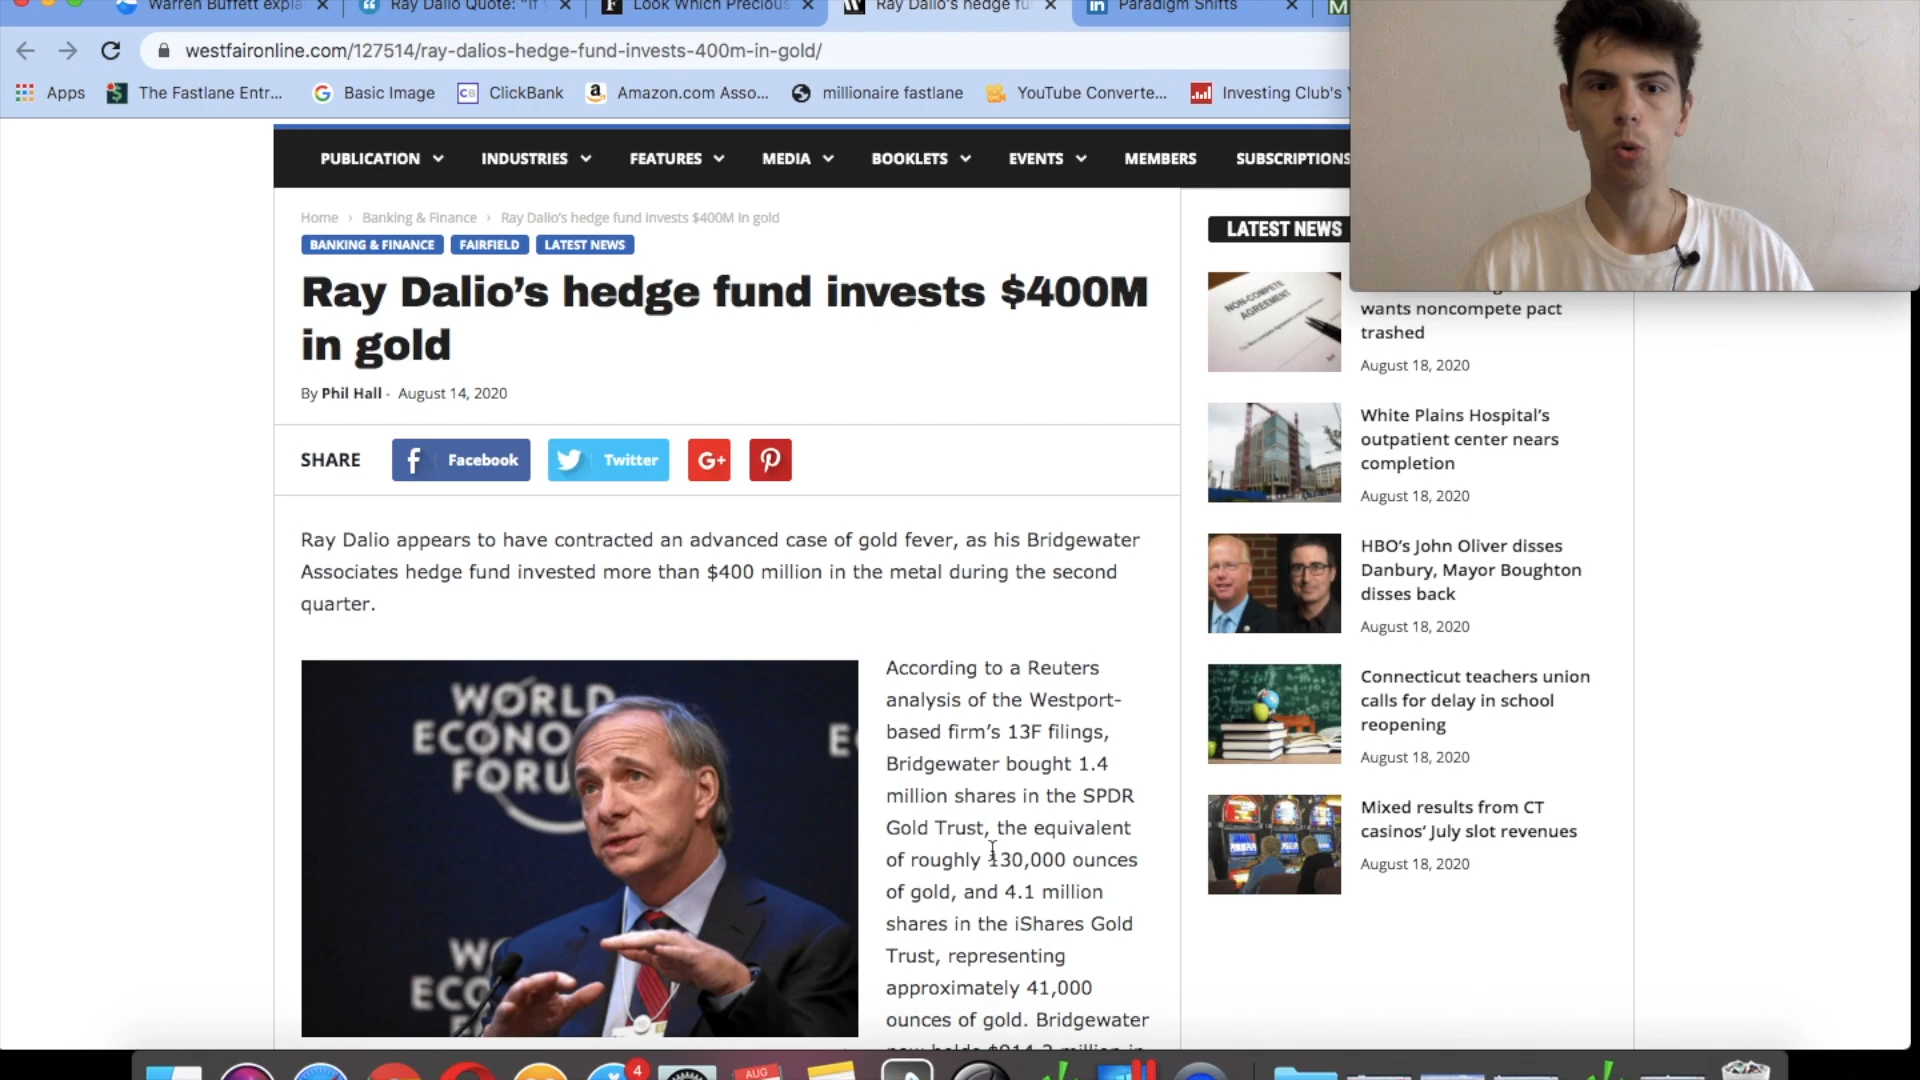 Warren Buffett expla
Ray Dalio Quote: "If y
Look Which Precious
Ray Dalio's hedge fu
Paradigm Shifts
westfaironline.com/127514/ray-dalios-hedge-fund-invests-400m-in-gold/
Apps
The Fastlane Entr...
Basic Image
ClickBank
Amazon.com Asso...
millionaire fastlane
YouTube Converte...
Investing Club's
PUBLICATION
INDUSTRIES
FEATURES
MEDIA
BOOKLETS
EVENTS
MEMBERS
SUBSCRIPTIONS
Home › Banking & Finance › Ray Dalio's hedge fund invests $400M in gold
BANKING & FINANCE
FAIRFIELD
LATEST NEWS
Ray Dalio's hedge fund invests $400M
in gold
By Phil Hall - August 14, 2020
SHARE
Facebook
Twitter
G+
Ray Dalio appears to have contracted an advanced case of gold fever, as his Bridgewater
Associates hedge fund invested more than $400 million in the metal during the second
quarter.
WORLD
ECONO
FORU
According to a Reuters
analysis of the Westport-
based firm's 13F filings,
Bridgewater bought 1.4
million shares in the SPDR
Gold Trust, the equivalent
of roughly 130,000 ounces
of gold, and 4.1 million
shares in the iShares Gold
Trust, representing
approximately 41,000
ounces of gold. Bridgewater
now holds $914.3 million in
LATEST NEWS
NON-COMPETE
AGREEMENT
wants noncompete pact
trashed
August 18, 2020
White Plains Hospital's
outpatient center nears
completion
August 18, 2020
HBO's John Oliver disses
Danbury, Mayor Boughton
disses back
August 18, 2020
Connecticut teachers union
calls for delay in school
reopening
August 18, 2020
Mixed results from CT
casinos' July slot revenues
August 18, 2020
4
AUG